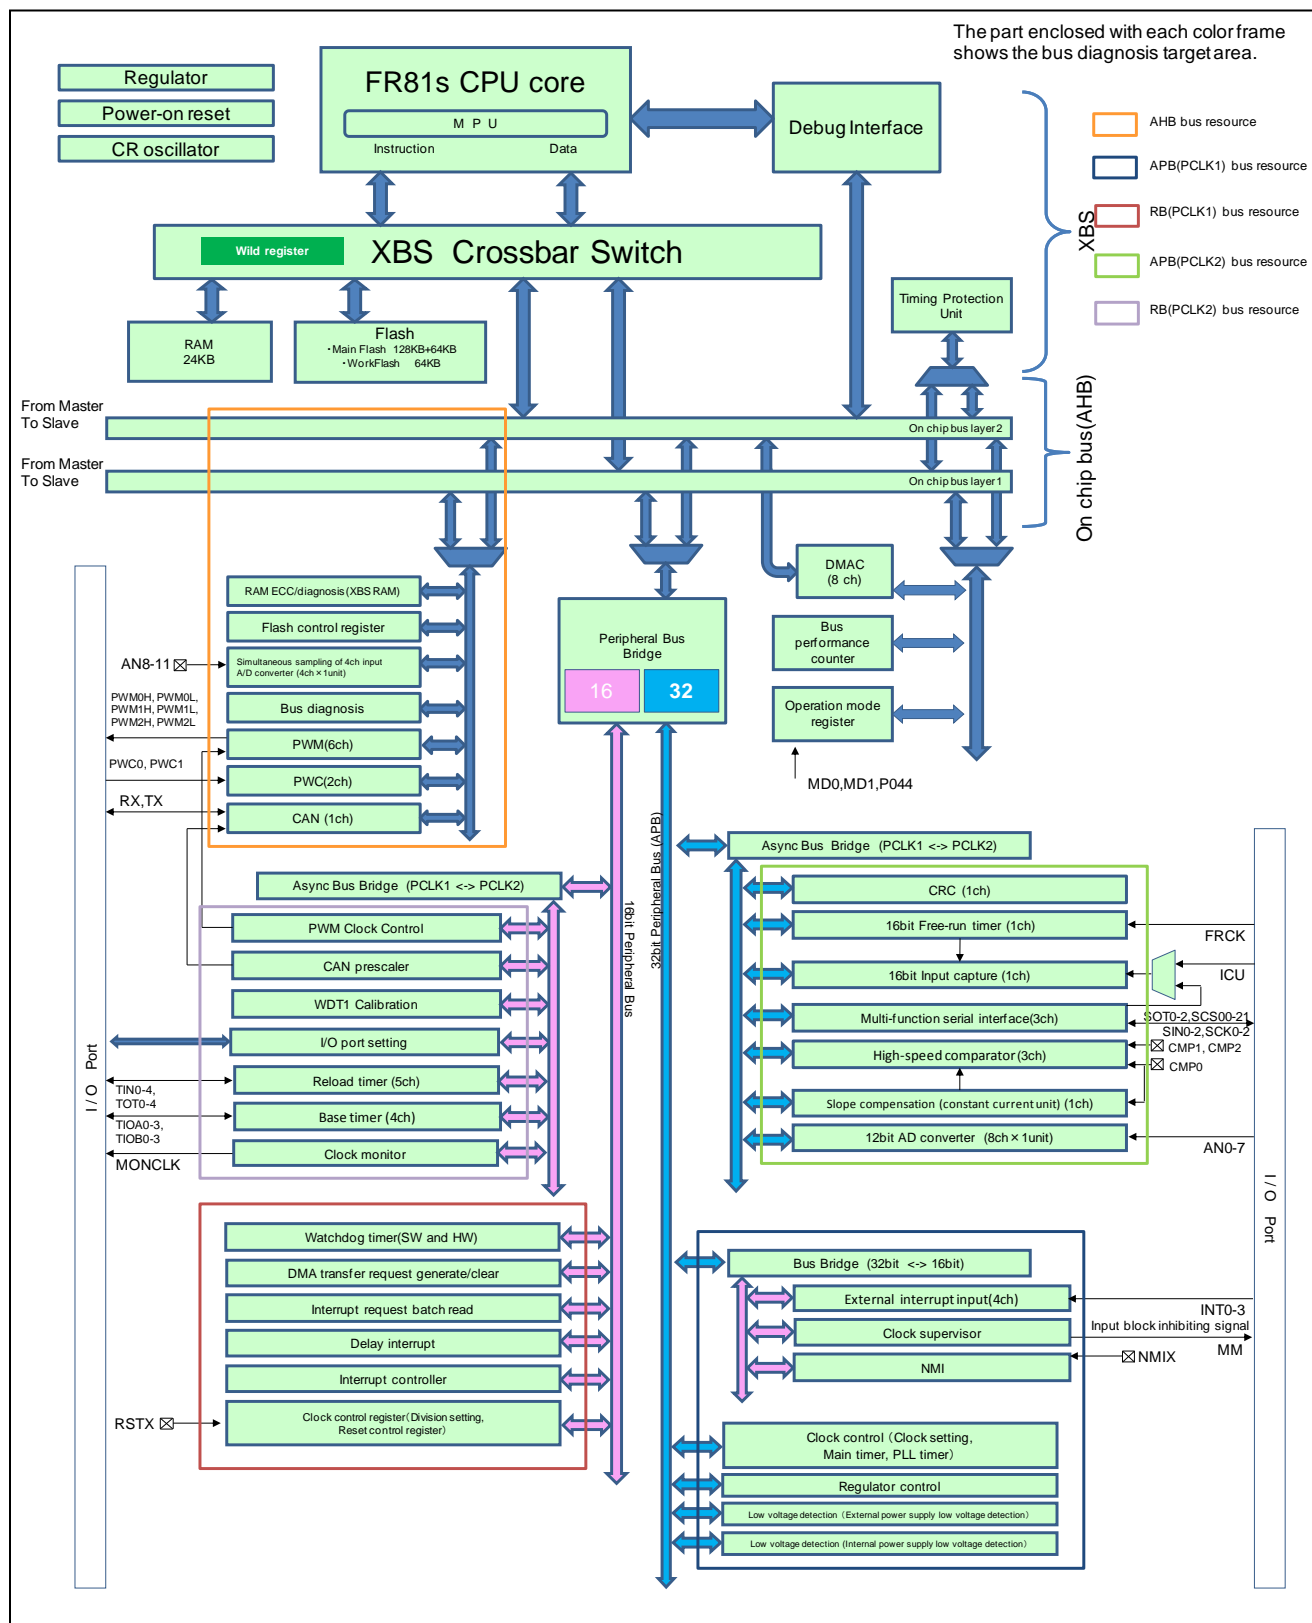 The part enclosed with each color frame
shows the bus diagnosis target area.
Regulator
Power-on reset
CR oscillator
FR81s CPU core
M P U
Instruction
Data
Debug Interface
AHB bus resource
APB(PCLK1) bus resource
RB(PCLK1) bus resource
APB(PCLK2) bus resource
RB(PCLK2) bus resource
XBS
Wild register
XBS Crossbar Switch
RAM
24KB
Flash
・Main Flash 128KB+64KB
・WorkFlash 64KB
Timing Protection
Unit
On chip bus(AHB)
From Master
To Slave
On chip bus layer2
From Master
To Slave
On chip bus layer1
RAM ECC/diagnosis(XBS RAM)
Flash control register
AN8-11
Simultaneous sampling of 4ch input
A/D converter (4ch×1unit)
PWM0H, PWM0L,
PWM1H, PWM1L,
PWM2H, PWM2L
Bus diagnosis
PWM(6ch)
PWC0, PWC1
PWC(2ch)
RX,TX
CAN (1ch)
Peripheral Bus
Bridge
16
32
DMAC
(8 ch)
Bus
performance
counter
Operation mode
register
MD0,MD1,P044
16bit Peripheral Bus
32bit Peripheral Bus (APB)
Async Bus Bridge (PCLK1 <-> PCLK2)
PWM Clock Control
CAN prescaler
WDT1 Calibration
I/O port setting
Reload timer (5ch)
TIN0-4,
TOT0-4
Base timer (4ch)
TIOA0-3,
TIOB0-3
Clock monitor
MONCLK
I / O Port
Async Bus Bridge (PCLK1 <-> PCLK2)
CRC (1ch)
16bit Free-run timer (1ch)
FRCK
16bit Input capture (1ch)
ICU
Multi-function serial interface(3ch)
SOT0-2,SCS00-21
SIN0-2,SCK0-2
High-speed comparator(3ch)
CMP1, CMP2
CMP0
Slope compensation (constant current unit) (1ch)
12bit AD converter (8ch×1unit)
AN0-7
I / O Port
Watchdog timer(SW and HW)
DMA transfer request generate/clear
Interrupt request batch read
Delay interrupt
Interrupt controller
RSTX
Clock control register(Division setting,
Reset control register)
Bus Bridge (32bit <-> 16bit)
External interrupt input(4ch)
INT0-3
Clock supervisor
Input block inhibiting signal
MM
NMI
NMIX
Clock control (Clock setting,
Main timer, PLL timer)
Regulator control
Low voltage detection (External power supply low voltage detection)
Low voltage detection (Internal power supply low voltage detection)